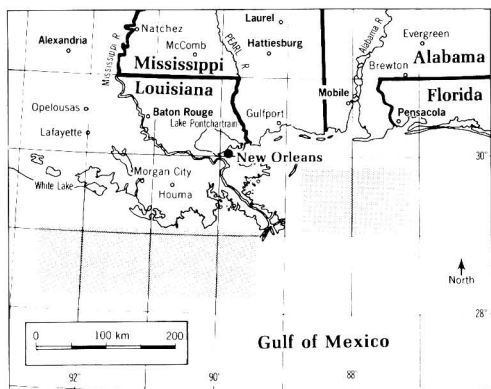 Laurel
Natchez
Evergreen
Alexandria
McComb
Hattiesburg
Mississippi R
PEARL R
Alabama R
Mississippi
Alabama
Brewton
Louisiana
Florida
Mobile
Opelousas
Baton Rouge
Gulfport
Pensacola
Lake Pontchartrain
Lafayette
New Orleans
30°
30°
Morgan City
White Lake
Houma
North
28°
0
100 km
200
Gulf of Mexico
92°
90°
88°